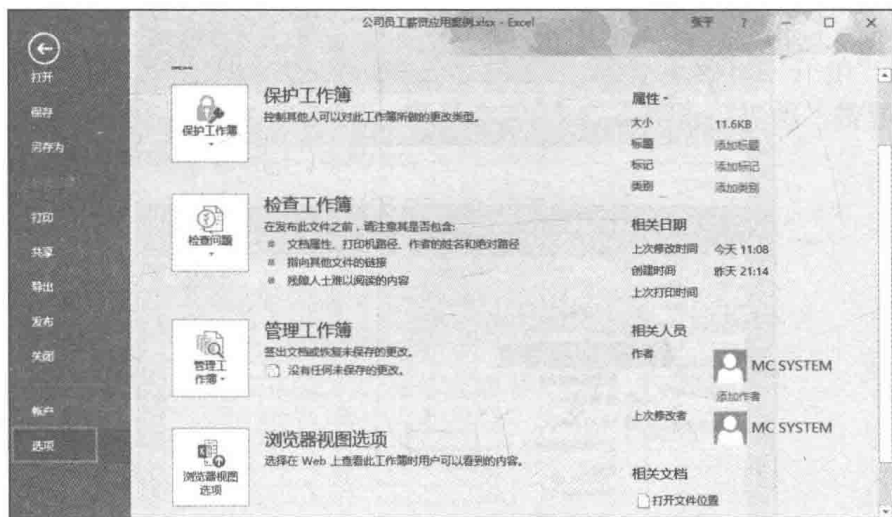 公司员工薪资应用案例.xlsx - Excel
张平 ?
打开
保存
另存为
打印
共享
导出
发布
关闭
帐户
选项
保护工作簿
保护工作簿
控制其他人可以对此工作簿所做的更改类型。
检查问题
检查工作簿
在发布此文件之前，请注意其是否包含:
文档属性、打印机路径、作者的姓名和绝对路径
指向其他文件的链接
残障人士难以阅读的内容
管理工
作簿
管理工作簿
签出文档或恢复未保存的更改。
没有任何未保存的更改。
浏览器视图
选项
浏览器视图选项
选择在 Web 上查看此工作簿时用户可以看到的内容。
属性
大小 11.6KB
标题 添加标题
标记 添加标记
类别 添加类别
相关日期
上次修改时间 今天 11:08
创建时间 昨天 21:14
上次打印时间
相关人员
作者
MC SYSTEM
添加作者
上次修改者
MC SYSTEM
相关文档
打开文件位置